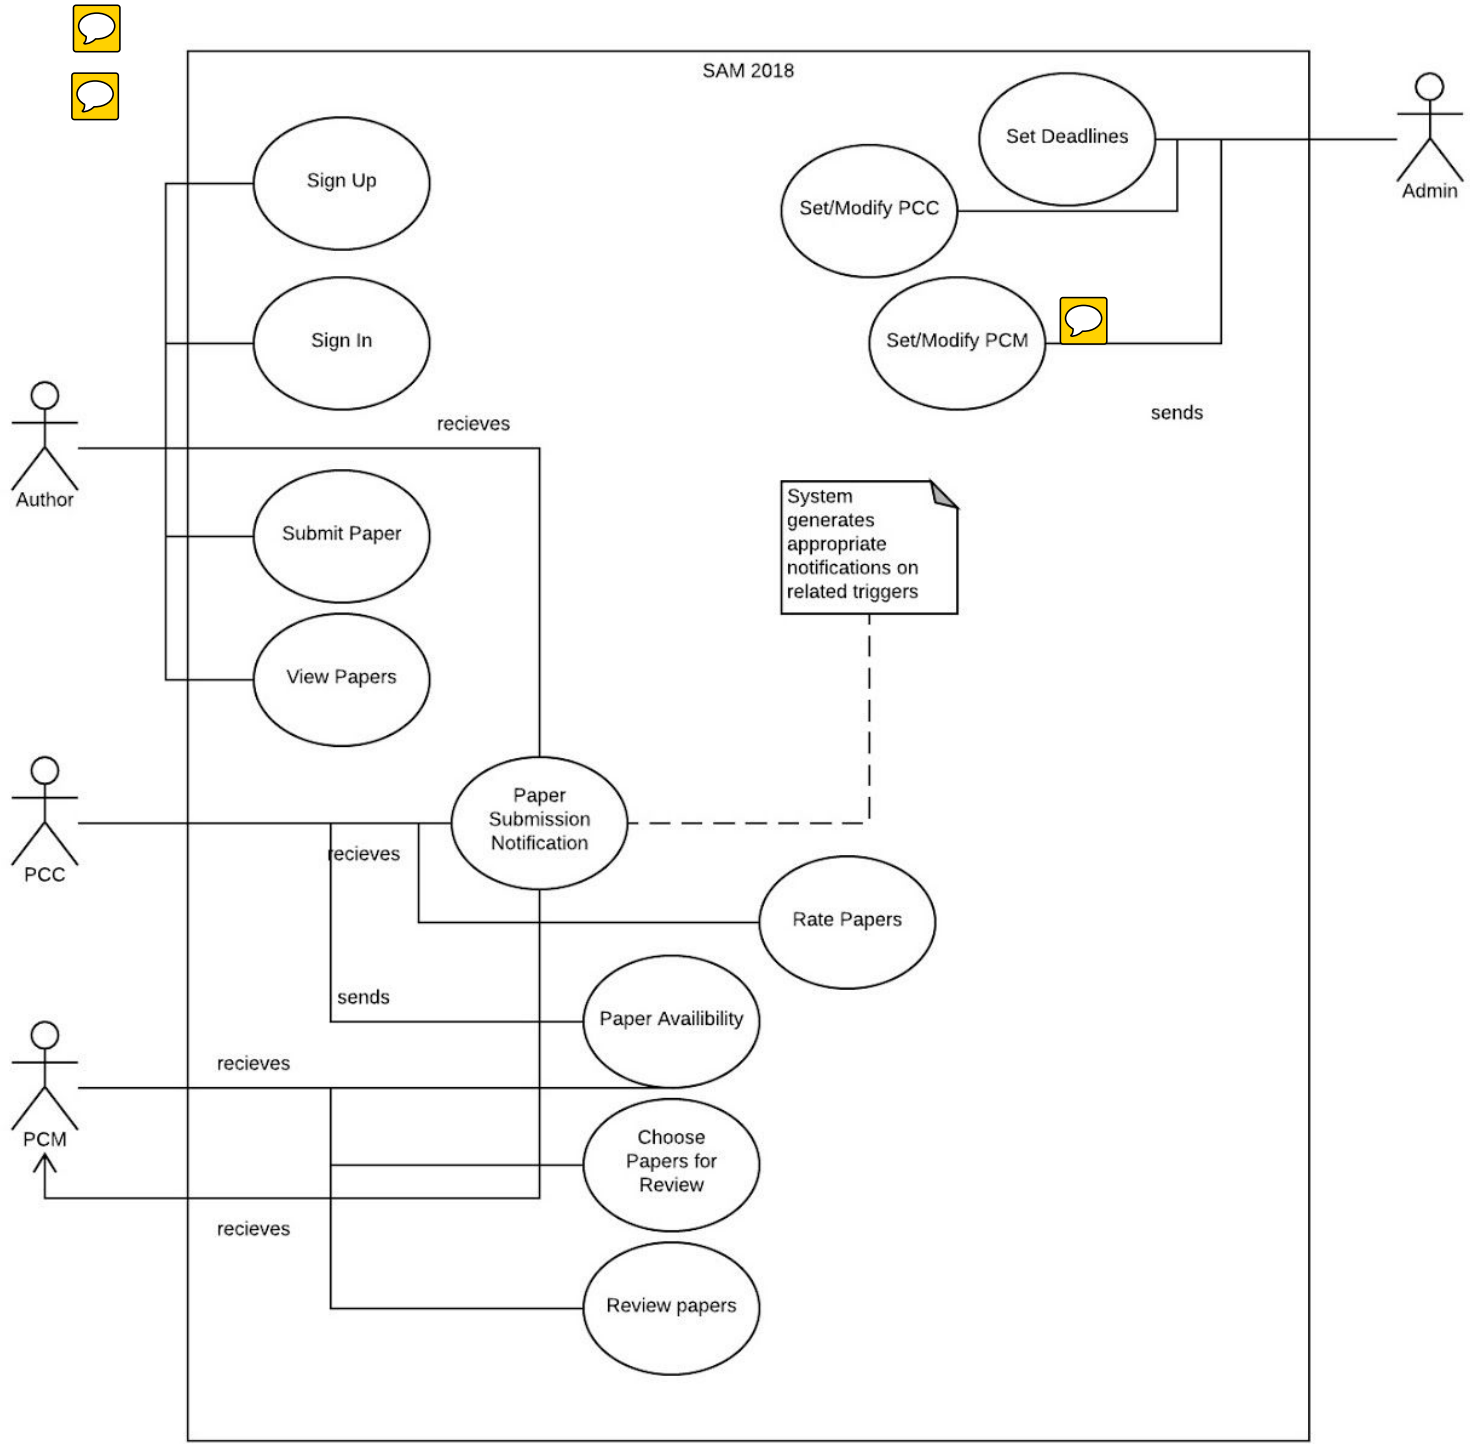 SAM 2018
Set Deadlines
Sign Up
Admin
Set/Modify PCC
Sign In
Set/Modify PCM
sends
recieves
Author
System
generates
appropriate
notifications on
related triggers
Submit Paper
View Papers
Paper
Submission
Notification
recieves
PCC
Rate Papers
sends
Paper Availibility
recieves
PCM
Choose
Papers for
Review
recieves
Review papers